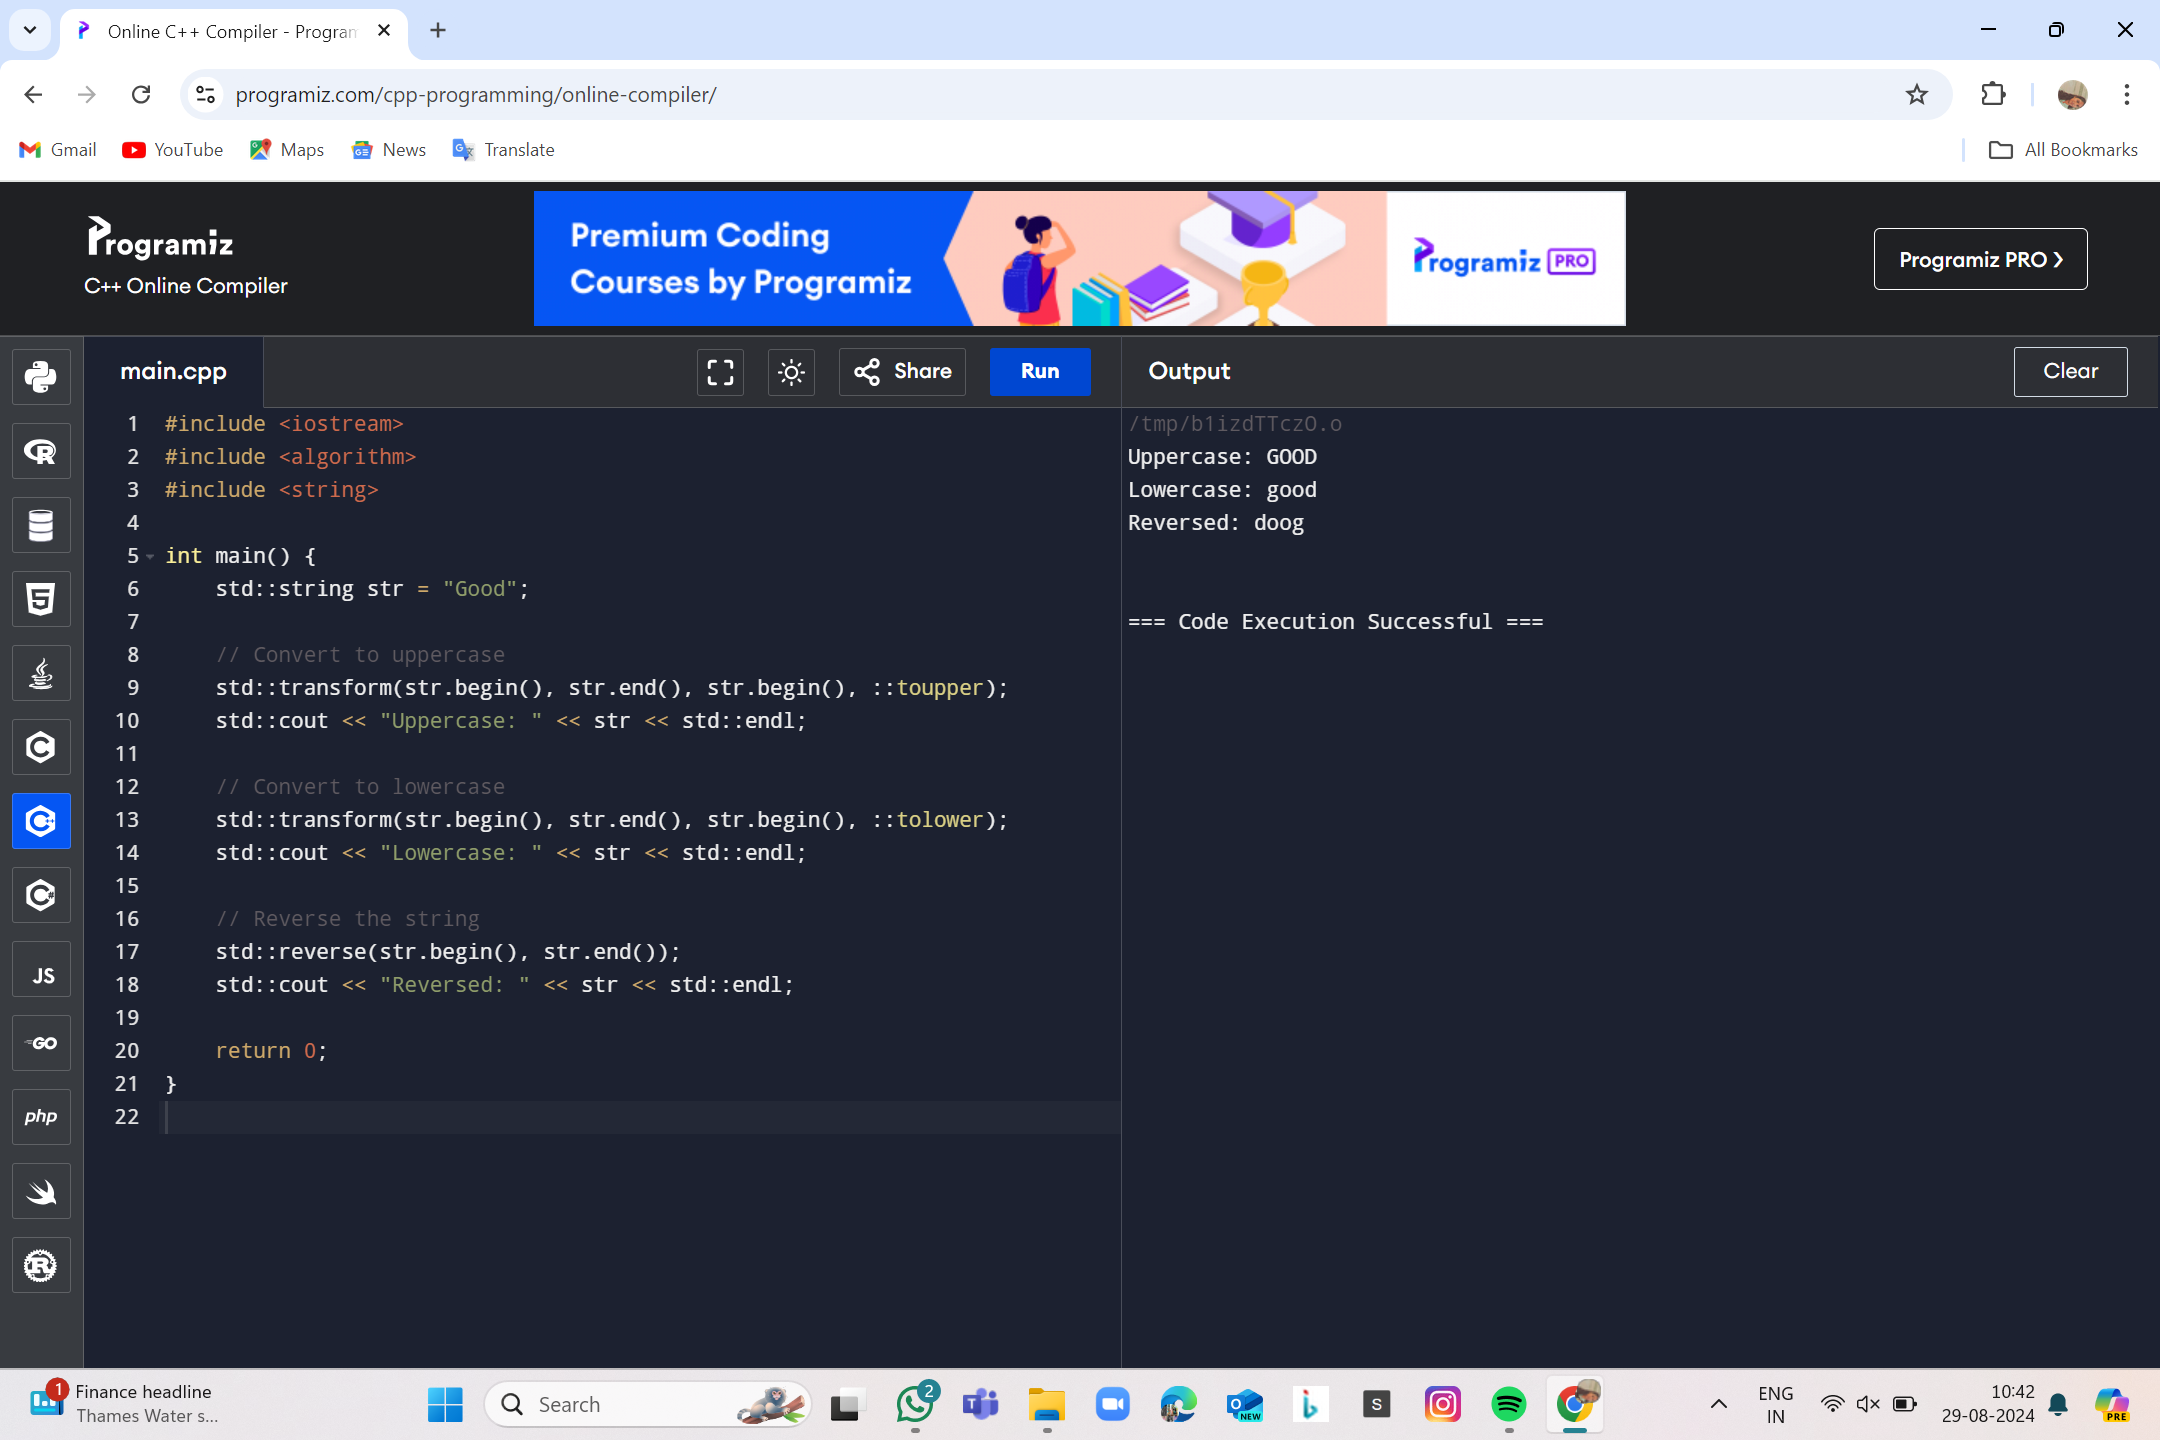 Online C++ Compiler - Program
programiz.com/cpp-programming/online-compiler/
Gmail
YouTube
Maps
News
Translate
All Bookmarks
Programiz
C++ Online Compiler
Premium Coding
Courses by Programiz
Programiz PRO
Programiz PRO ❯
main.cpp
Share
Run
Output
Clear
1 #include <iostream>
2 #include <algorithm>
3 #include <string>
4
5 int main() {
6     std::string str = "Good";
7
8     // Convert to uppercase
9     std::transform(str.begin(), str.end(), str.begin(), ::toupper);
10     std::cout << "Uppercase: " << str << std::endl;
11
12     // Convert to lowercase
13     std::transform(str.begin(), str.end(), str.begin(), ::tolower);
14     std::cout << "Lowercase: " << str << std::endl;
15
16     // Reverse the string
17     std::reverse(str.begin(), str.end());
18     std::cout << "Reversed: " << str << std::endl;
19
20     return 0;
21 }
22
/tmp/b1izdTTczO.o
Uppercase: GOOD
Lowercase: good
Reversed: doog
=== Code Execution Successful ===
JS
GO
php
1
Finance headline
Thames Water s...
Search
2
NEW
S
ENG
IN
10:42
29-08-2024
PRE